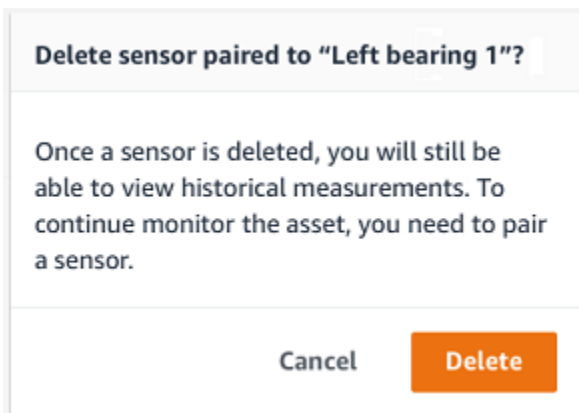 Delete sensor paired to “Left bearing 1”?
Once a sensor is deleted, you will still be
able to view historical measurements. To
continue monitor the asset, you need to pair
a sensor.
Cancel
Delete